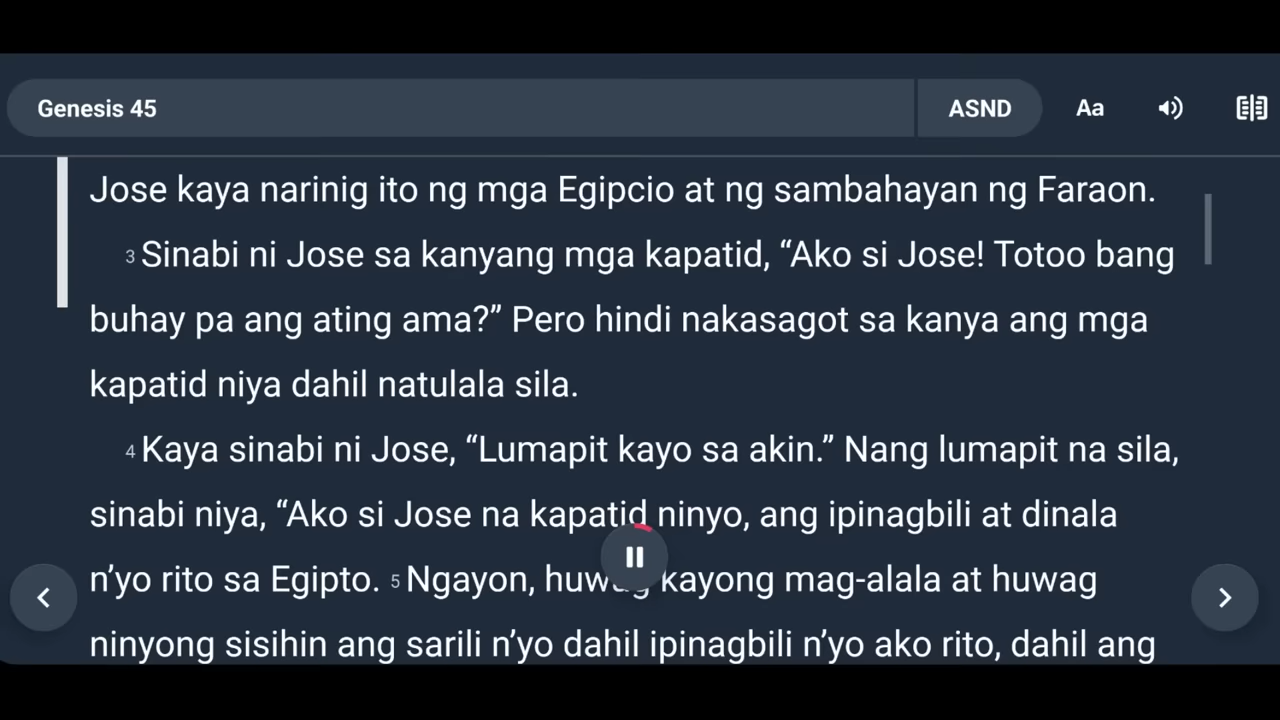 Genesis 45
ASND
Aa
Jose kaya narinig ito ng mga Egipcio at ng sambahayan ng Faraon.
3 Sinabi ni Jose sa kanyang mga kapatid, “Ako si Jose! Totoo bang
buhay pa ang ating ama?” Pero hindi nakasagot sa kanya ang mga
kapatid niya dahil natulala sila.
4 Kaya sinabi ni Jose, “Lumapit kayo sa akin.” Nang lumapit na sila,
sinabi niya, “Ako si Jose na kapatid ninyo, ang ipinagbili at dinala
n’yo rito sa Egipto. 5 Ngayon, huwag kayong mag-alala at huwag
ninyong sisihin ang sarili n’yo dahil ipinagbili n’yo ako rito, dahil ang